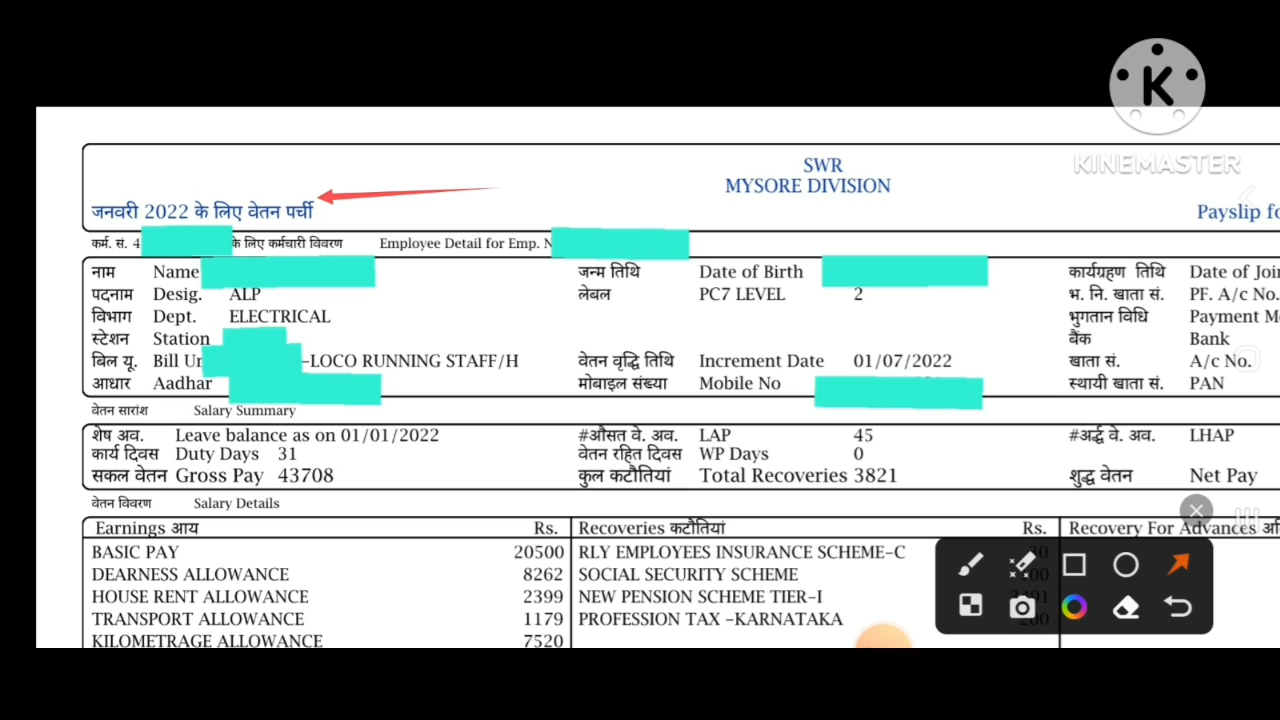 K
KINEMASTER
SWR
MYSORE DIVISION
जनवरी 2022 के लिए वेतन पर्ची
Payslip fo
कर्म. सं. 4 के लिए कर्मचारी विवरण Employee Detail for Emp. N
नाम Name जन्म तिथि Date of Birth कार्यग्रहण तिथि Date of Joi
पदनाम Desig. ALP लेबल PC7 LEVEL 2 भ. नि. खाता सं. PF. A/c No.
विभाग Dept. ELECTRICAL भुगतान विधि Payment M
स्टेशन Station बैंक Bank
बिल यू. Bill Un –LOCO RUNNING STAFF/H वेतन वृद्धि तिथि Increment Date 01/07/2022 खाता सं. A/c No.
आधार Aadhar मोबाइल संख्या Mobile No स्थायी खाता सं. PAN
वेतन सारांश Salary Summary
शेष अव. Leave balance as on 01/01/2022 #औसत वे. अव. LAP 45 #अर्द्ध वे. अव. LHAP
कार्य दिवस Duty Days 31 वेतन रहित दिवस WP Days 0
सकल वेतन Gross Pay 43708 कुल कटौतियां Total Recoveries 3821 शुद्ध वेतन Net Pay
वेतन विवरण Salary Details
Earnings आय Rs. Recoveries कटौतियां Rs. Recovery For Advances
BASIC PAY 20500 RLY EMPLOYEES INSURANCE SCHEME–C
DEARNESS ALLOWANCE 8262 SOCIAL SECURITY SCHEME
HOUSE RENT ALLOWANCE 2399 NEW PENSION SCHEME TIER–I
TRANSPORT ALLOWANCE 1179 PROFESSION TAX –KARNATAKA
KILOMETRAGE ALLOWANCE 7520